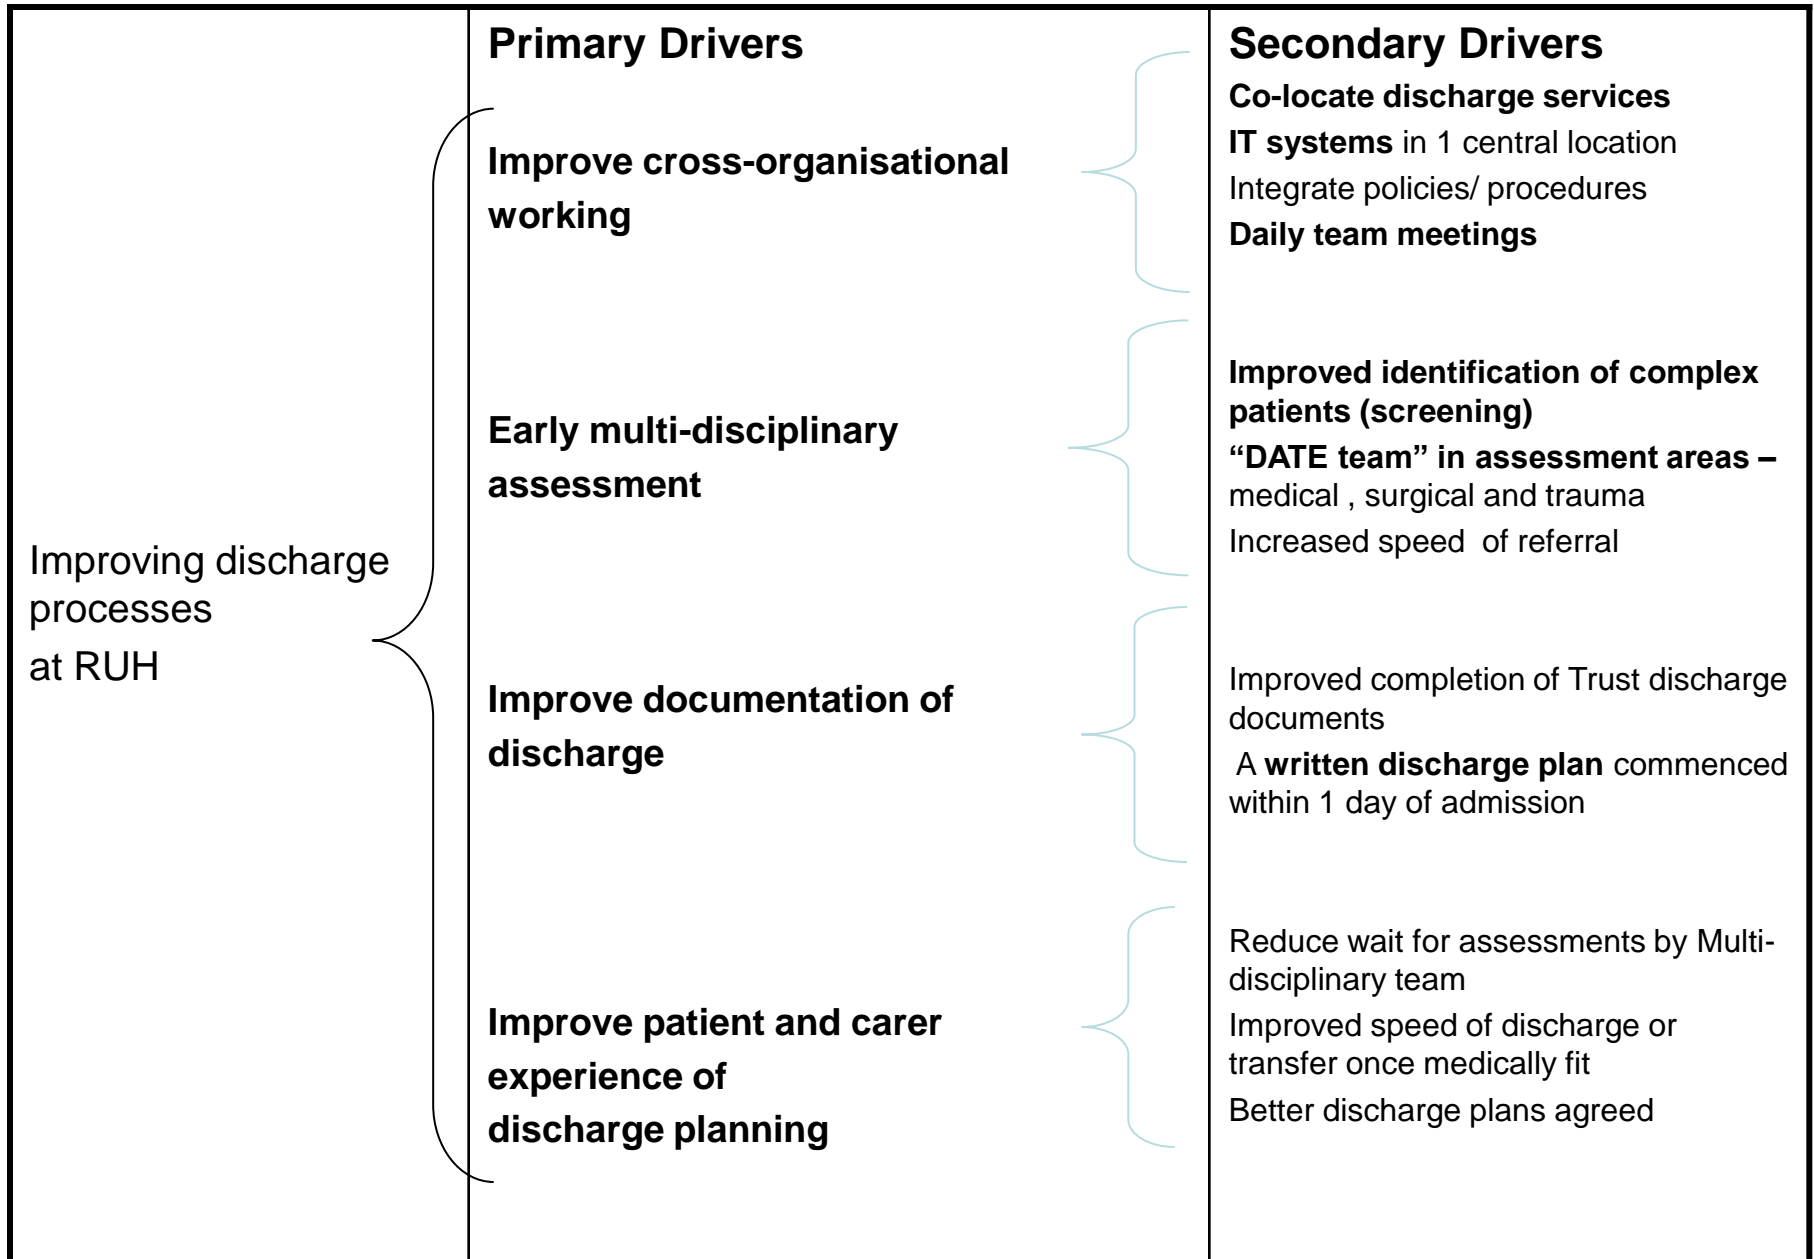 Improving discharge
processes
at RUH
Primary Drivers
Improve cross-organisational
working
Early multi-disciplinary
assessment
Improve documentation of
discharge
Improve patient and carer
experience of
discharge planning
Secondary Drivers
Co-locate discharge services
IT systems in 1 central location
Integrate policies/ procedures
Daily team meetings
Improved identification of complex
patients (screening)
“DATE team” in assessment areas –
medical , surgical and trauma
Increased speed  of referral
Improved completion of Trust discharge
documents
A written discharge plan commenced
within 1 day of admission
Reduce wait for assessments by Multi-
disciplinary team
Improved speed of discharge or
transfer once medically fit
Better discharge plans agreed